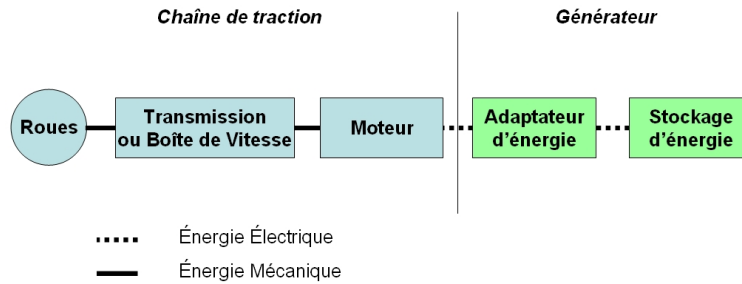 Chaîne de traction
Générateur
Roues
Transmission
ou Boîte de Vitesse
Moteur
Adaptateur
d'énergie
Stockage
d'énergie
Énergie Électrique
Énergie Mécanique